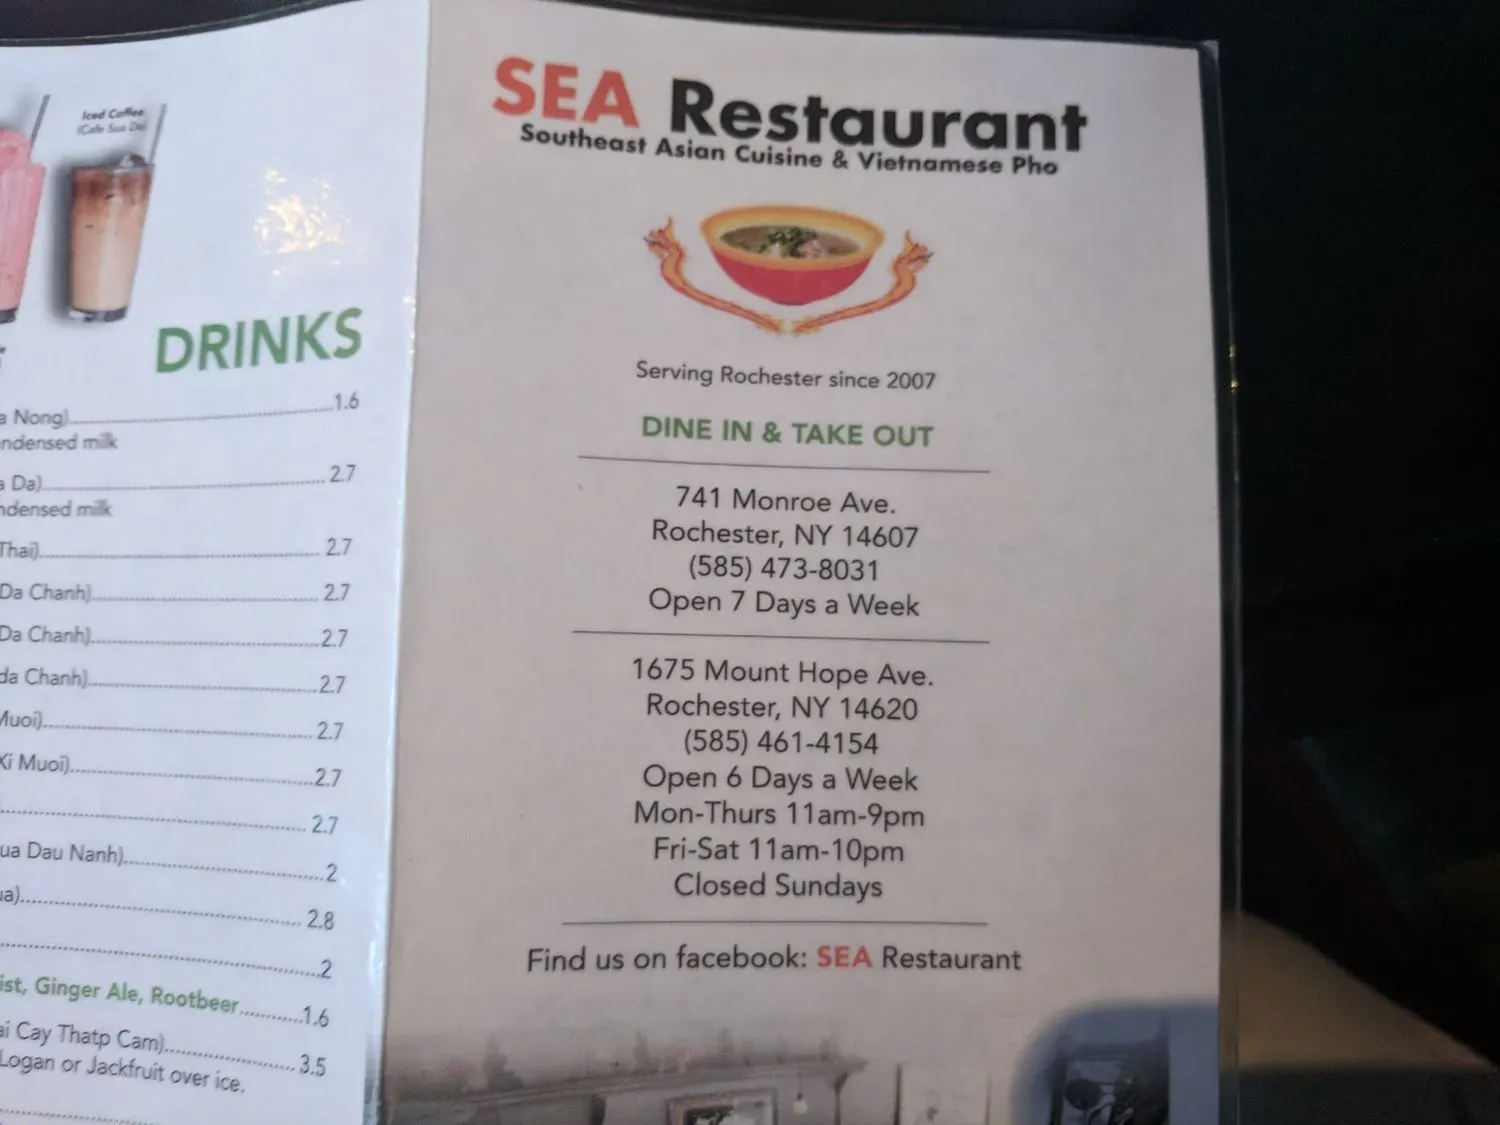 Iced Coffee
(Cafe Sua Da)
DRINKS
Nong) 1.6
condensed milk
Da) 2.7
condensed milk
Thai) 2.7
Da Chanh) 2.7
Da Chanh) 2.7
da Chanh) 2.7
Muoi) 2.7
Xi Muoi) 2.7
2.7
ua Dau Nanh) 2
ua) 2.8
2
ist, Ginger Ale, Rootbeer 1.6
ai Cay Thatp Cam) 3.5
Logan or Jackfruit over ice.
SEA Restaurant
Southeast Asian Cuisine & Vietnamese Pho
Serving Rochester since 2007
DINE IN & TAKE OUT
741 Monroe Ave.
Rochester, NY 14607
(585) 473-8031
Open 7 Days a Week
1675 Mount Hope Ave.
Rochester, NY 14620
(585) 461-4154
Open 6 Days a Week
Mon-Thurs 11am-9pm
Fri-Sat 11am-10pm
Closed Sundays
Find us on facebook: SEA Restaurant